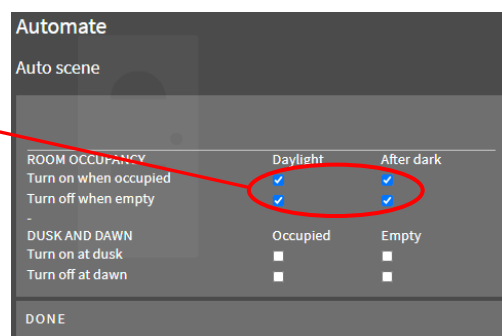 Automate
Auto scene
ROOM OCCUPANCY Daylight After dark
Turn on when occupied
Turn off when empty
-
DUSK AND DAWN Occupied Empty
Turn on at dusk
Turn off at dawn
DONE